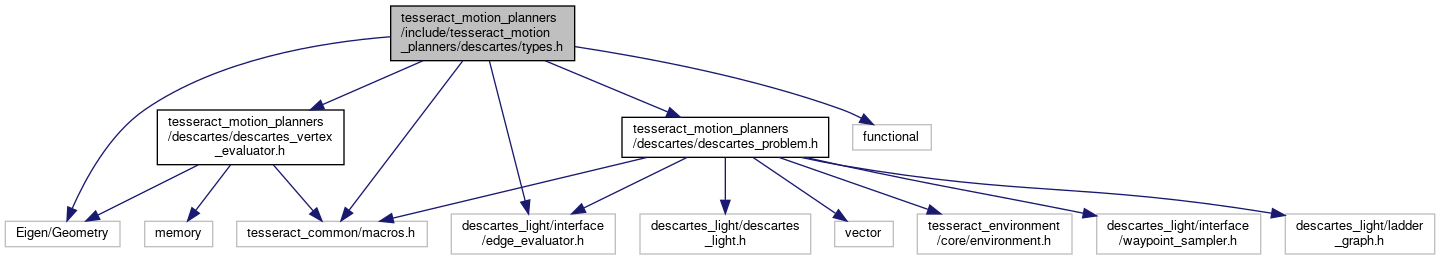 tesseract_motion_planners
/include/tesseract_motion
_planners/descartes/types.h
tesseract_motion_planners
/descartes/descartes_vertex
_evaluator.h
tesseract_motion_planners
/descartes/descartes_problem.h
functional
Eigen/Geometry
memory
tesseract_common/macros.h
descartes_light/interface
/edge_evaluator.h
descartes_light/descartes
_light.h
vector
tesseract_environment
/core/environment.h
descartes_light/interface
/waypoint_sampler.h
descartes_light/ladder
_graph.h